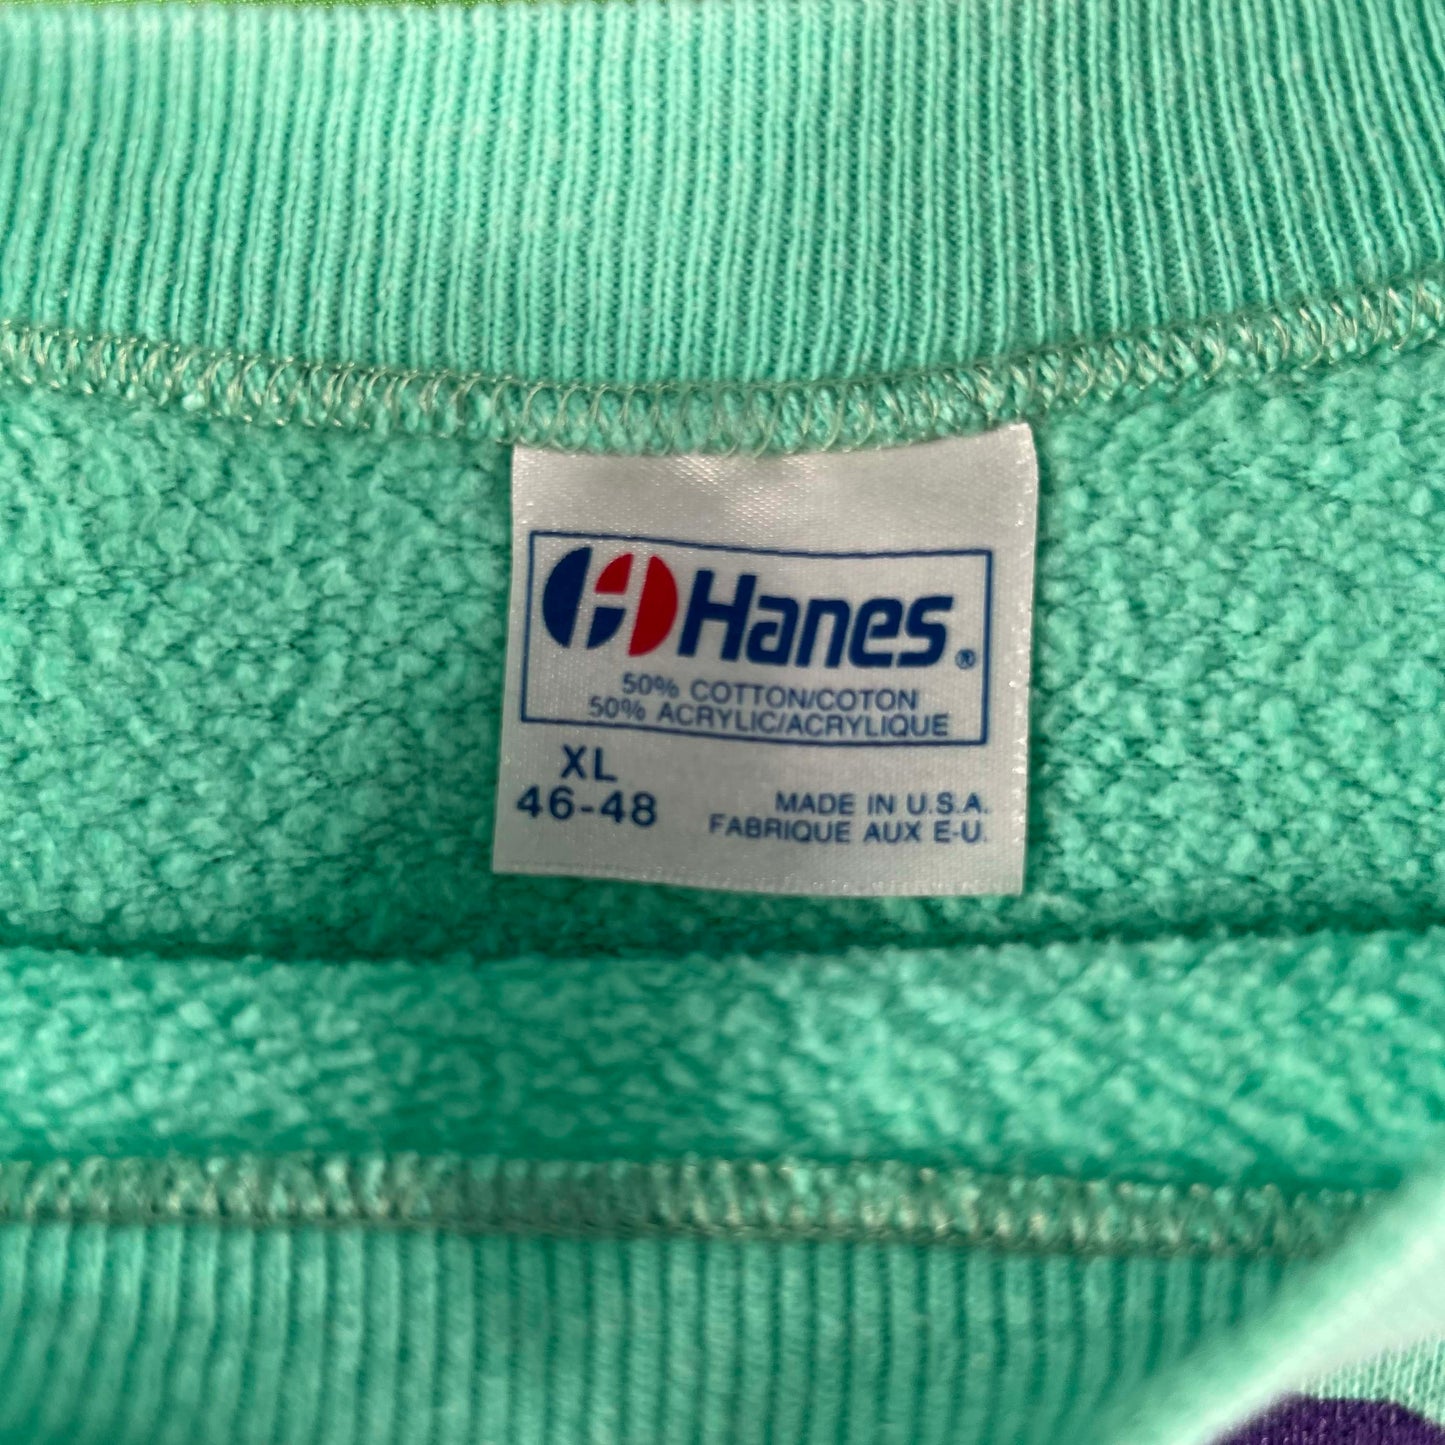 Hanes®
50% COTTON/COTON
50% ACRYLIC/ACRYLIQUE
XL
46-48
MADE IN U.S.A.
FABRIQUE AUX E-U.